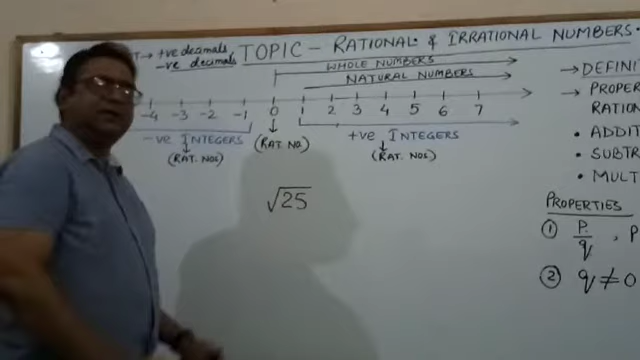 → +ve decimals
-ve decimals
TOPIC - RATIONAL & IRRATIONAL NUMBERS
WHOLE NUMBERS
NATURAL NUMBERS
-4 -3 -2 -1 0 1 2 3 4 5 6 7
-ve INTEGERS
(RAT. NOS)
(RAT. NO.)
+ve INTEGERS
(RAT. NOS)
√25
→ DEFINI
→ PROPER
RATION
• ADDIT
• SUBTR
• MULT
PROPERTIES
① P/q , P
② q ≠ 0